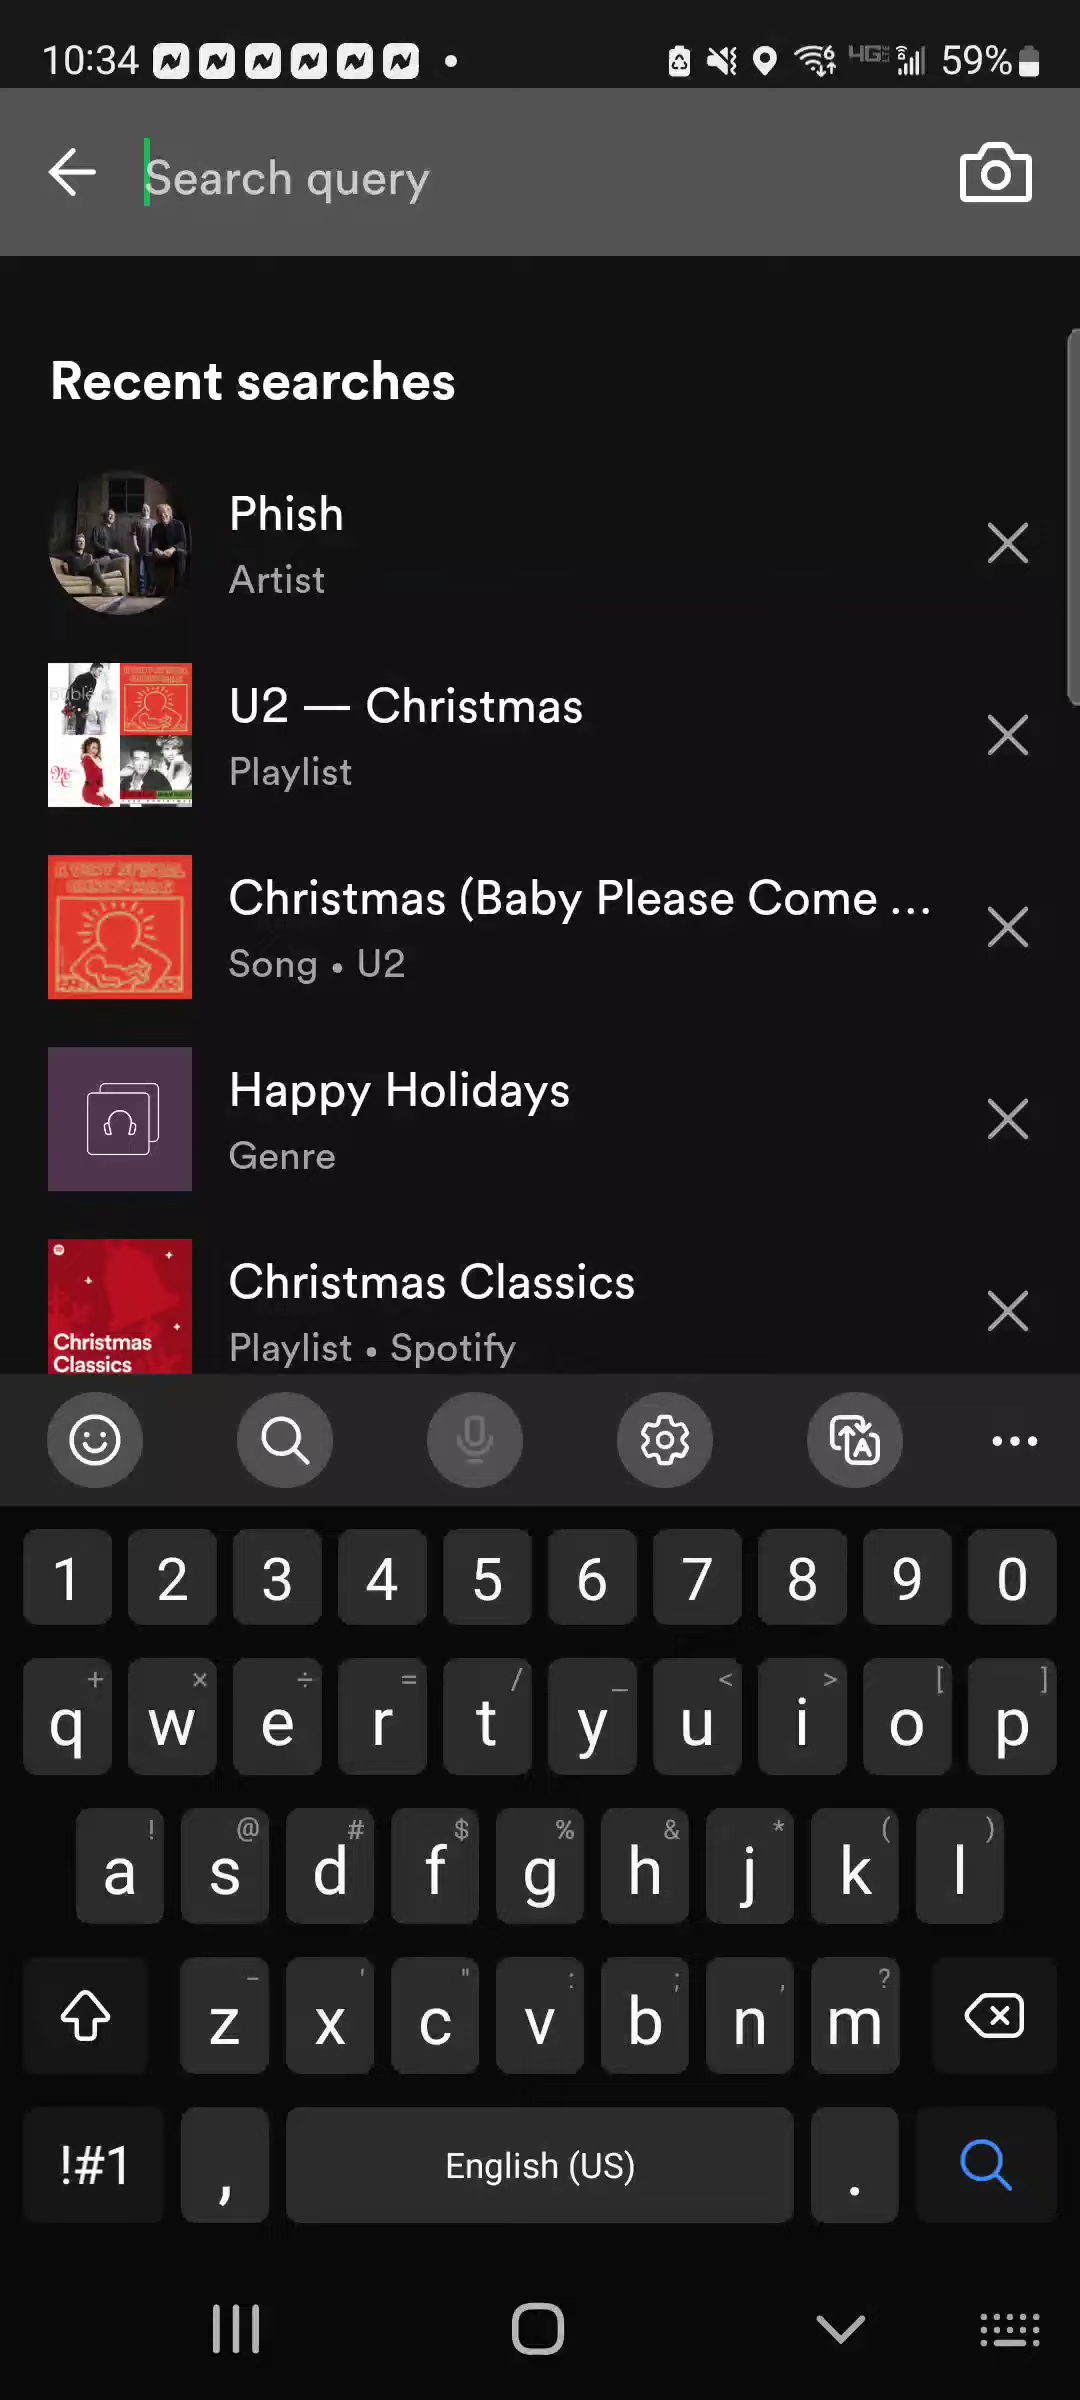 10:34 4G 59%
Search query
Recent searches
Phish
Artist
U2 — Christmas
Playlist
Christmas (Baby Please Come ...
Song • U2
Happy Holidays
Genre
Christmas
Classics
Christmas Classics
Playlist • Spotify
1 2 3 4 5 6 7 8 9 0
+ × ÷ = / _ < > [ ]
q w e r t y u i o p
! @ # $ % & * ( )
a s d f g h j k l
- ' " : ; , ?
z x c v b n m
!#1 , English (US) .